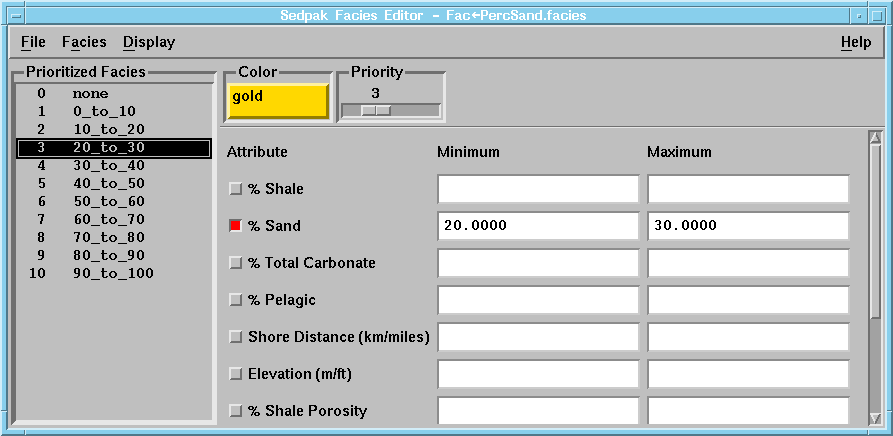 Sedpak Facies Editor - Fac←PercSand.facies
File Facies Display Help
Prioritized Facies
0 none
1 0_to_10
2 10_to_20
3 20_to_30
4 30_to_40
5 40_to_50
6 50_to_60
7 60_to_70
8 70_to_80
9 80_to_90
10 90_to_100
Color
gold
Priority
3
Attribute Minimum Maximum
% Shale
% Sand 20.0000 30.0000
% Total Carbonate
% Pelagic
Shore Distance (km/miles)
Elevation (m/ft)
% Shale Porosity